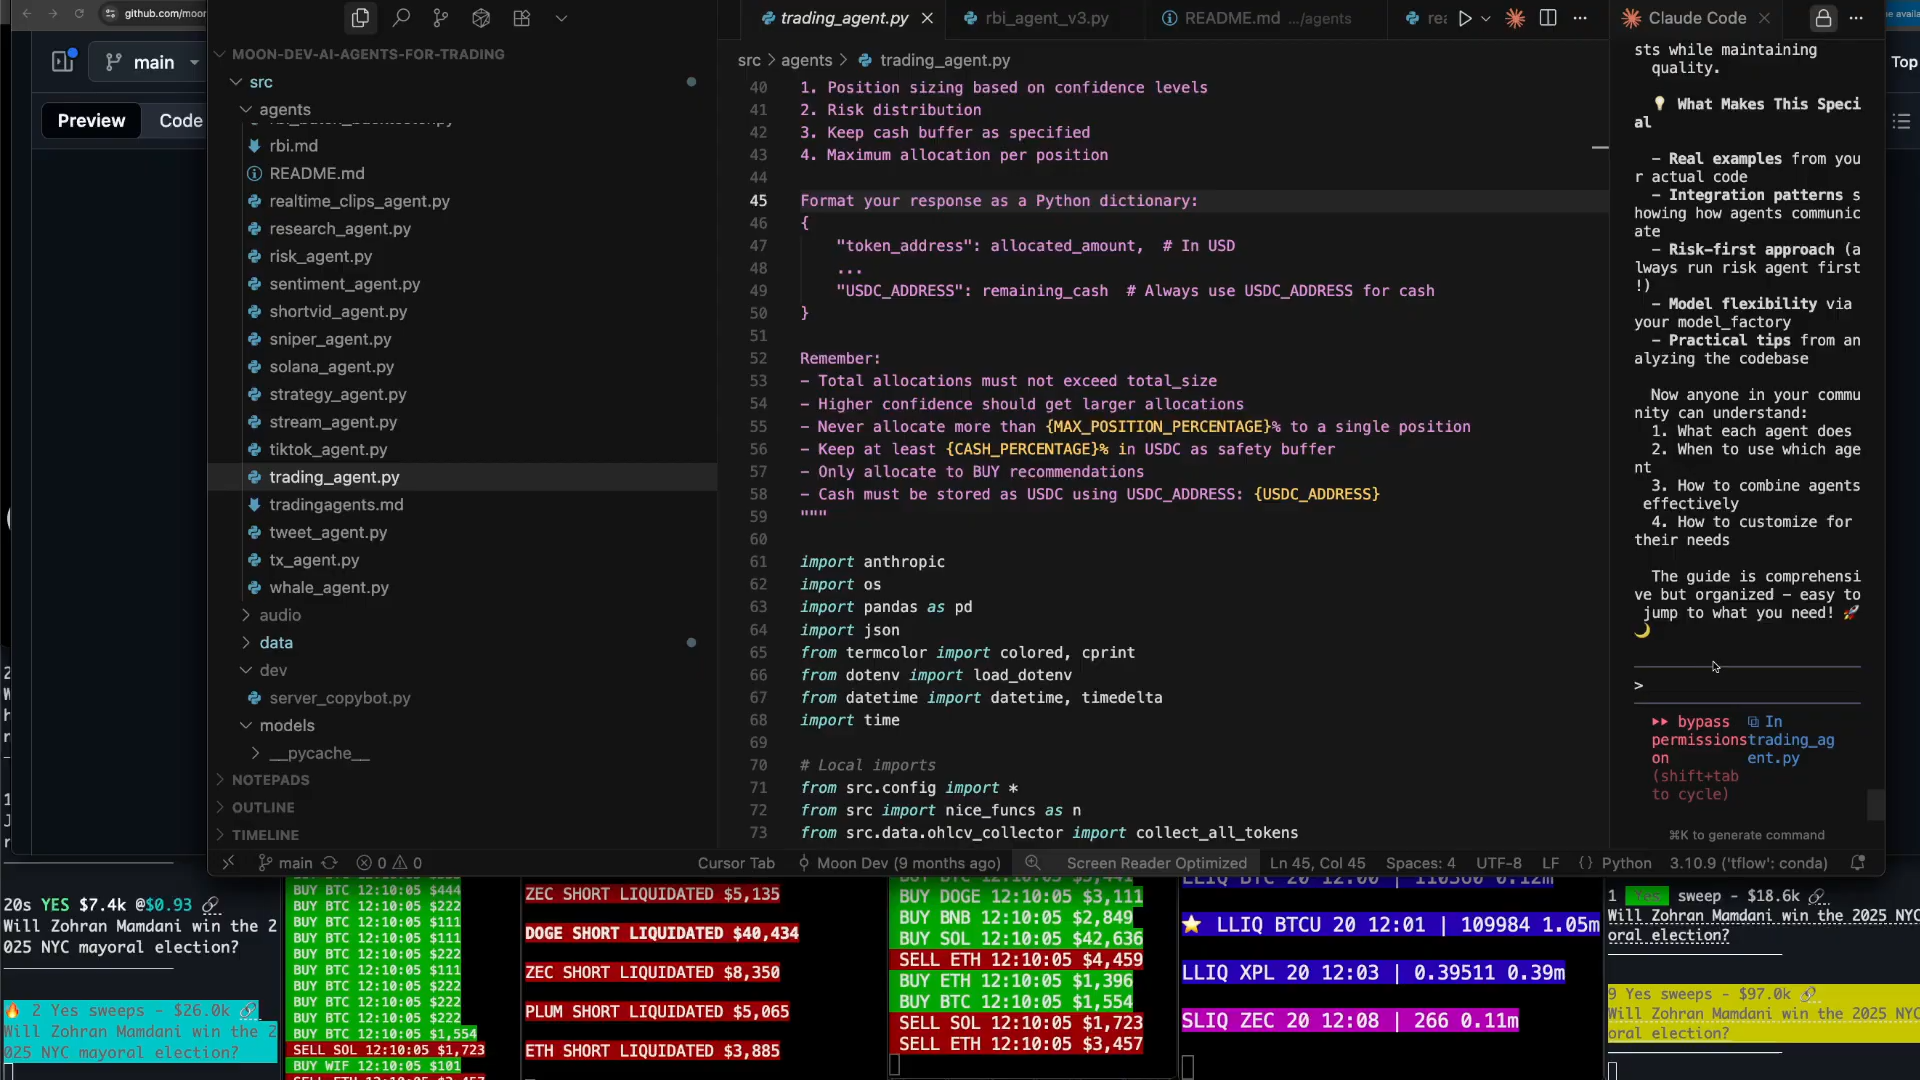 github.com/moor
main
Preview
Code
MOON-DEV-AI-AGENTS-FOR-TRADING
src
agents
rbi.md
README.md
realtime_clips_agent.py
research_agent.py
risk_agent.py
sentiment_agent.py
shortvid_agent.py
sniper_agent.py
solana_agent.py
strategy_agent.py
stream_agent.py
tiktok_agent.py
trading_agent.py
tradingagents.md
tweet_agent.py
tx_agent.py
whale_agent.py
audio
data
dev
server_copybot.py
models
__pycache__
NOTEPADS
OUTLINE
TIMELINE
trading_agent.py
rbi_agent_v3.py
README.md .../agents
rea
src > agents > trading_agent.py
40 1. Position sizing based on confidence levels
41 2. Risk distribution
42 3. Keep cash buffer as specified
43 4. Maximum allocation per position
44
45 Format your response as a Python dictionary:
46 {
47 "token_address": allocated_amount,  # In USD
48 ...
49 "USDC_ADDRESS": remaining_cash  # Always use USDC_ADDRESS for cash
50 }
51
52 Remember:
53 - Total allocations must not exceed total_size
54 - Higher confidence should get larger allocations
55 - Never allocate more than {MAX_POSITION_PERCENTAGE}% to a single position
56 - Keep at least {CASH_PERCENTAGE}% in USDC as safety buffer
57 - Only allocate to BUY recommendations
58 - Cash must be stored as USDC using USDC_ADDRESS: {USDC_ADDRESS}
59 """
60
61 import anthropic
62 import os
63 import pandas as pd
64 import json
65 from termcolor import colored, cprint
66 from dotenv import load_dotenv
67 from datetime import datetime, timedelta
68 import time
69
70 # Local imports
71 from src.config import *
72 from src import nice_funcs as n
73 from src.data.ohlcv_collector import collect_all_tokens
Claude Code
sts while maintaining
quality.
💡 What Makes This Speci
al
- Real examples from you
r actual code
- Integration patterns s
howing how agents communic
ate
- Risk-first approach (a
lways run risk agent first
!)
- Model flexibility via
your model_factory
- Practical tips from an
alyzing the codebase
Now anyone in your commu
nity can understand:
1. What each agent does
2. When to use which age
nt
3. How to combine agents
effectively
4. How to customize for
their needs
The guide is comprehensi
ve but organized - easy to
jump to what you need! 🚀
🌙
>
bypass permissions on (shift+tab to cycle)
In trading_agent.py
⌘K to generate command
Top
main
0 0
Cursor Tab
Moon Dev (9 months ago)
Screen Reader Optimized
Ln 45, Col 45
Spaces: 4
UTF-8
LF
Python
3.10.9 ('tflow': conda)
20s YES $7.4k @$0.93
Will Zohran Mamdani win the 2
025 NYC mayoral election?
🔥 2 Yes sweeps - $26.0k
Will Zohran Mamdani win the 2
025 NYC mayoral election?
BUY BTC 12:10:05 $444
BUY BTC 12:10:05 $222
BUY BTC 12:10:05 $111
BUY BTC 12:10:05 $111
BUY BTC 12:10:05 $222
BUY BTC 12:10:05 $111
BUY BTC 12:10:05 $222
BUY BTC 12:10:05 $222
BUY BTC 12:10:05 $222
BUY BTC 12:10:05 $1,554
SELL SOL 12:10:05 $1,723
BUY WIF 12:10:05 $101
ZEC SHORT LIQUIDATED $5,135
DOGE SHORT LIQUIDATED $40,434
ZEC SHORT LIQUIDATED $8,350
PLUM SHORT LIQUIDATED $5,065
ETH SHORT LIQUIDATED $3,885
BUY DOGE 12:10:05 $3,111
BUY BNB 12:10:05 $2,849
BUY SOL 12:10:05 $42,636
SELL ETH 12:10:05 $4,459
BUY ETH 12:10:05 $1,396
BUY BTC 12:10:05 $1,554
SELL SOL 12:10:05 $1,723
SELL ETH 12:10:05 $3,457
⭐ LLIQ BTCU 20 12:01 | 109984 1.05m
LLIQ XPL 20 12:03 | 0.39511 0.39m
SLIQ ZEC 20 12:08 | 266 0.11m
1 Yes sweep - $18.6k
Will Zohran Mamdani win the 2025 NYC
oral election?
9 Yes sweeps - $97.0k
Will Zohran Mamdani win the 2025 NYC
oral election?